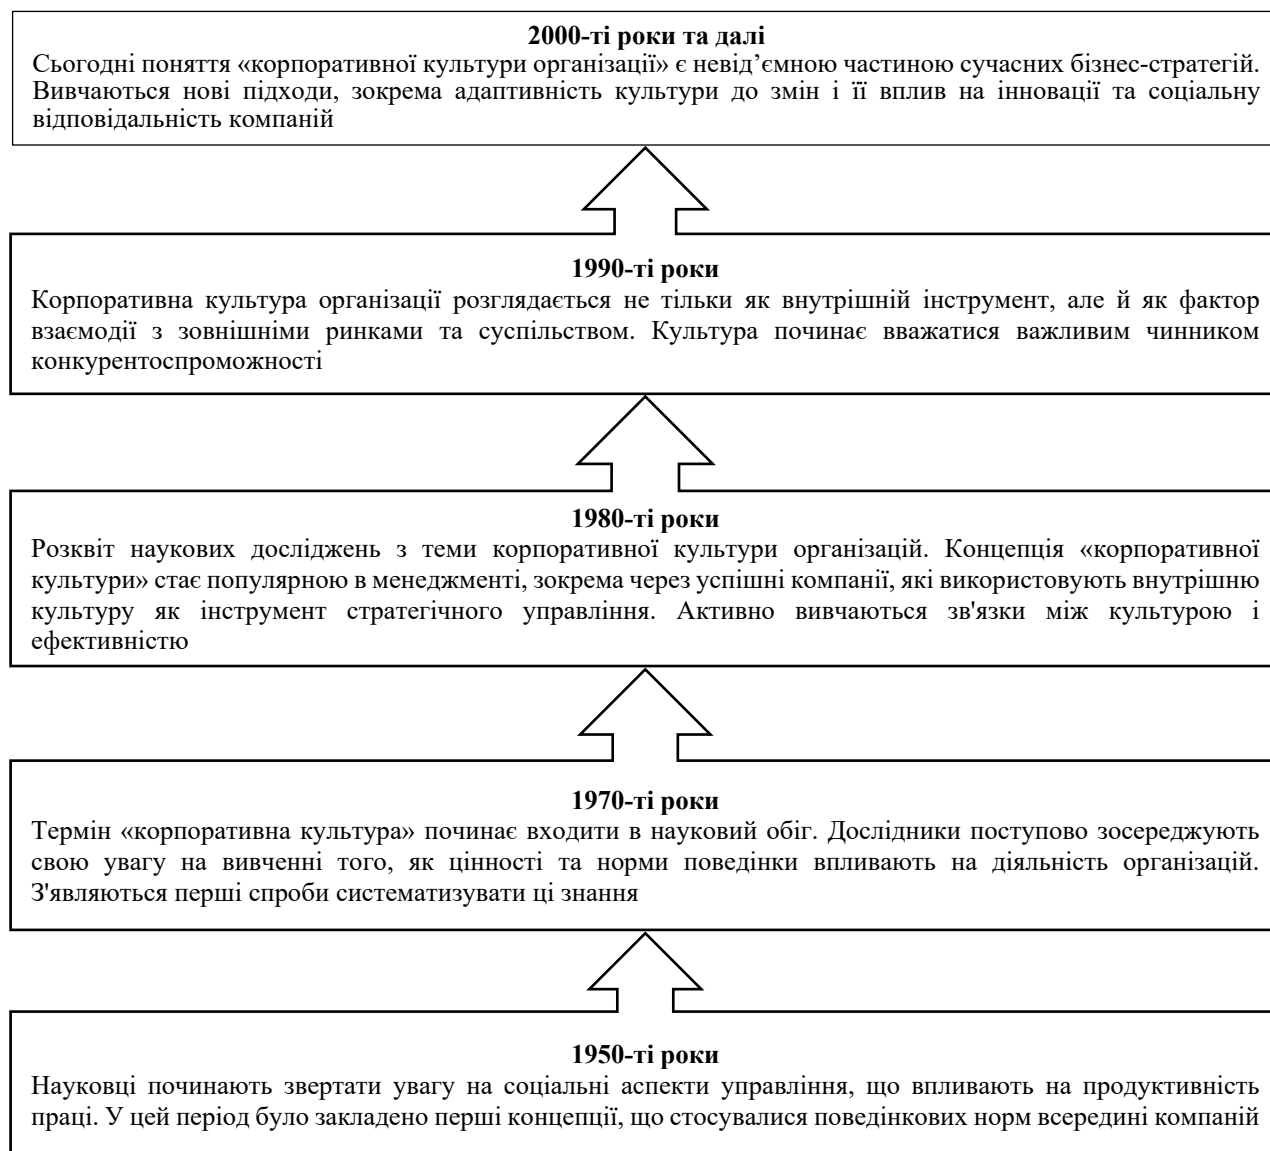 2000-ті роки та далі
Сьогодні поняття «корпоративної культури організації» є невід’ємною частиною сучасних бізнес-стратегій.
Вивчаються нові підходи, зокрема адаптивність культури до змін і її вплив на інновації та соціальну
відповідальність компаній
1990-ті роки
Корпоративна культура організації розглядається не тільки як внутрішній інструмент, але й як фактор
взаємодії з зовнішніми ринками та суспільством. Культура починає вважатися важливим чинником
конкурентоспроможності
1980-ті роки
Розквіт наукових досліджень з теми корпоративної культури організацій. Концепція «корпоративної
культури» стає популярною в менеджменті, зокрема через успішні компанії, які використовують внутрішню
культуру як інструмент стратегічного управління. Активно вивчаються зв'язки між культурою і
ефективністю
1970-ті роки
Термін «корпоративна культура» починає входити в науковий обіг. Дослідники поступово зосереджують
свою увагу на вивченні того, як цінності та норми поведінки впливають на діяльність організацій.
З'являються перші спроби систематизувати ці знання
1950-ті роки
Науковці починають звертати увагу на соціальні аспекти управління, що впливають на продуктивність
праці. У цей період було закладено перші концепції, що стосувалися поведінкових норм всередині компаній